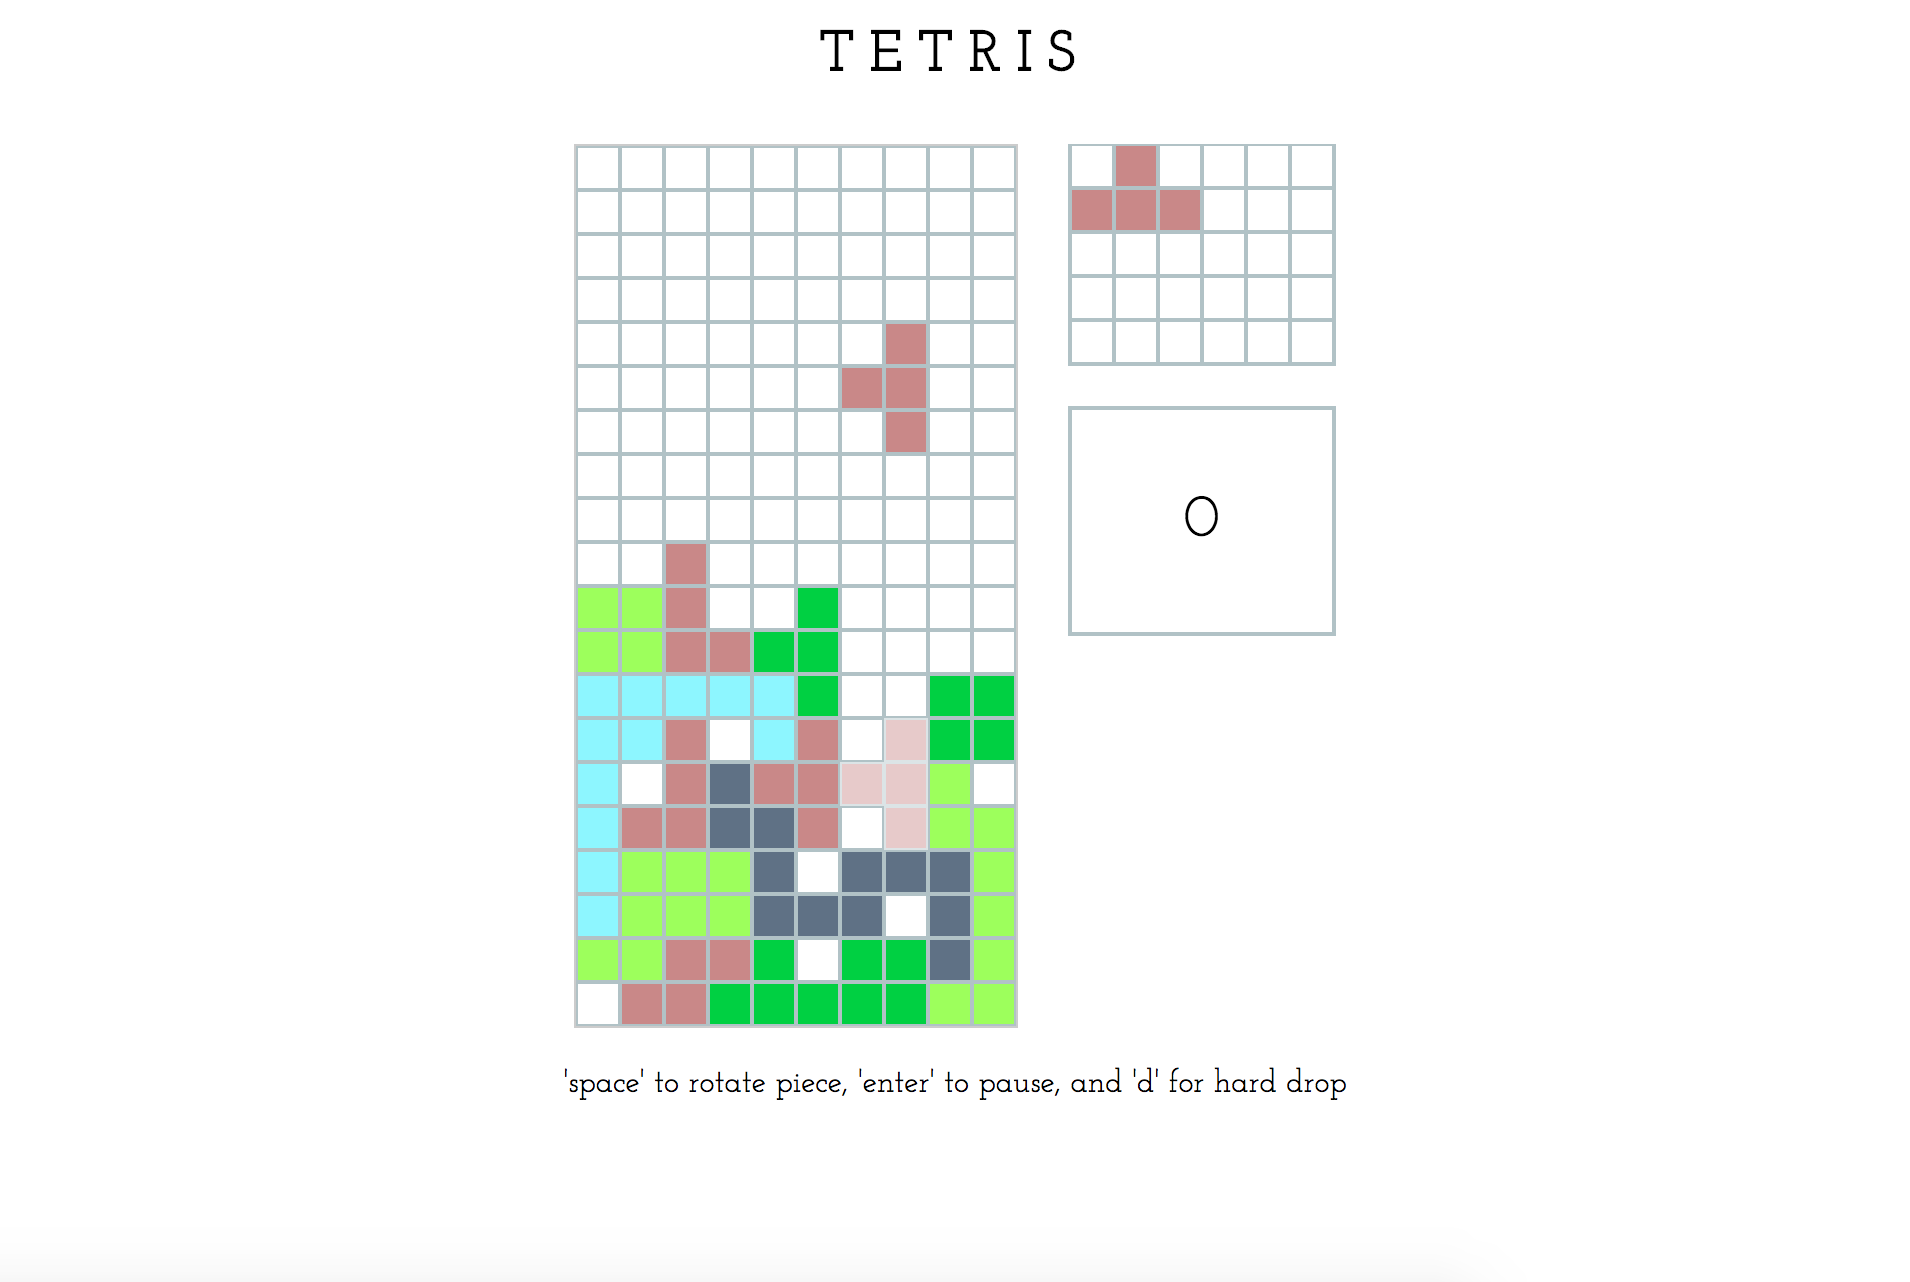 TETRIS
0
'space' to rotate piece, 'enter' to pause, and 'd' for hard drop